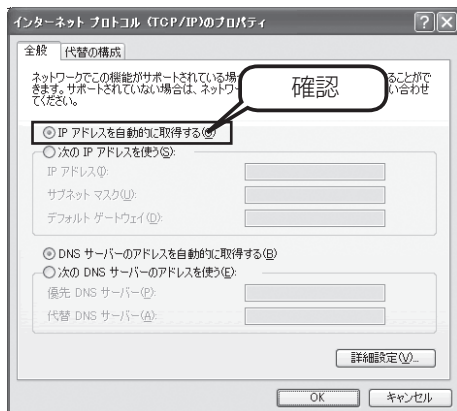 インターネット プロトコル (TCP/IP)のプロパティ
全般
代替の構成
ネットワークでこの機能がサポートされている場
ることがで
きます。サポートされていない場合は、ネットワー
い合わせ
てください。
確認
IP アドレスを自動的に取得する(
次の IP アドレスを使う(S):
IP アドレス(I):
サブネット マスク(U):
デフォルト ゲートウェイ(D):
DNS サーバーのアドレスを自動的に取得する(B)
次の DNS サーバーのアドレスを使う(E):
優先 DNS サーバー(P):
代替 DNS サーバー(A):
詳細設定(V)...
OK
キャンセル